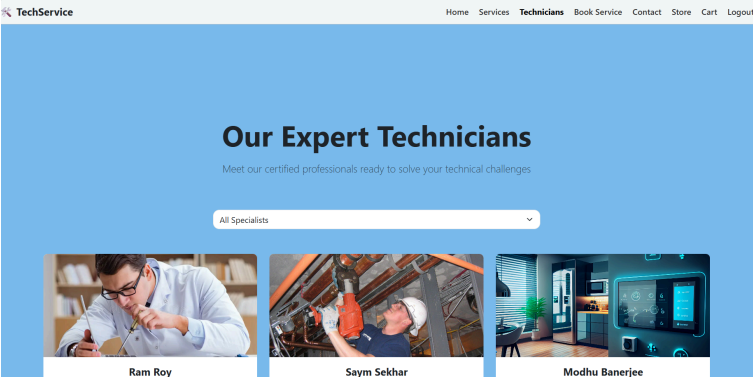 TechService
Home Services Technicians Book Service Contact Store Cart Logout
Our Expert Technicians
Meet our certified professionals ready to solve your technical challenges
All Specialists
Ram Roy Saym Sekhar Modhu Banerjee